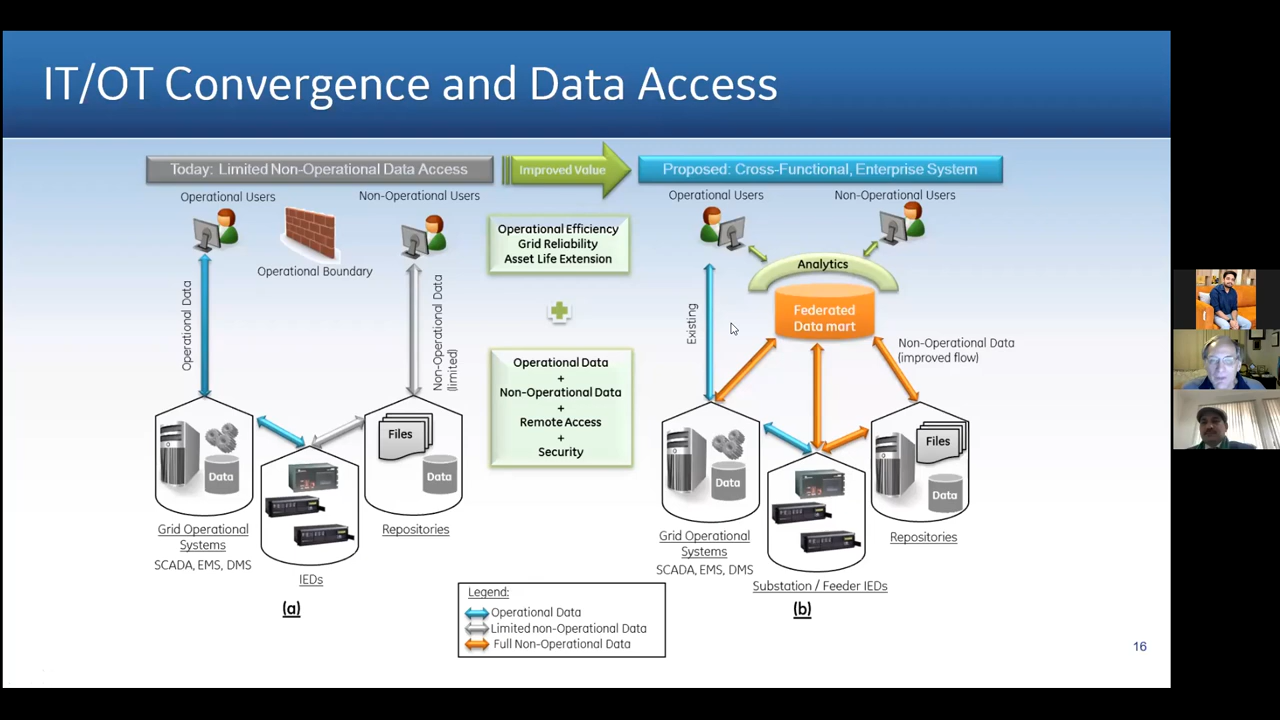 IT/OT Convergence and Data Access
Today: Limited Non-Operational Data Access
Improved Value
Proposed: Cross-Functional, Enterprise System
Operational Users
Non-Operational Users
Operational Boundary
Operational Data
Non-Operational Data
(limited)
Files
Data
Data
Grid Operational
Systems
SCADA, EMS, DMS
IEDs
Repositories
(a)
Operational Efficiency
Grid Reliability
Asset Life Extension
Operational Data
+
Non-Operational Data
+
Remote Access
+
Security
Operational Users
Non-Operational Users
Analytics
Federated
Data mart
Existing
Non-Operational Data
(improved flow)
Files
Data
Data
Grid Operational
Systems
SCADA, EMS, DMS
Substation / Feeder IEDs
Repositories
(b)
Legend:
Operational Data
Limited non-Operational Data
Full Non-Operational Data
16